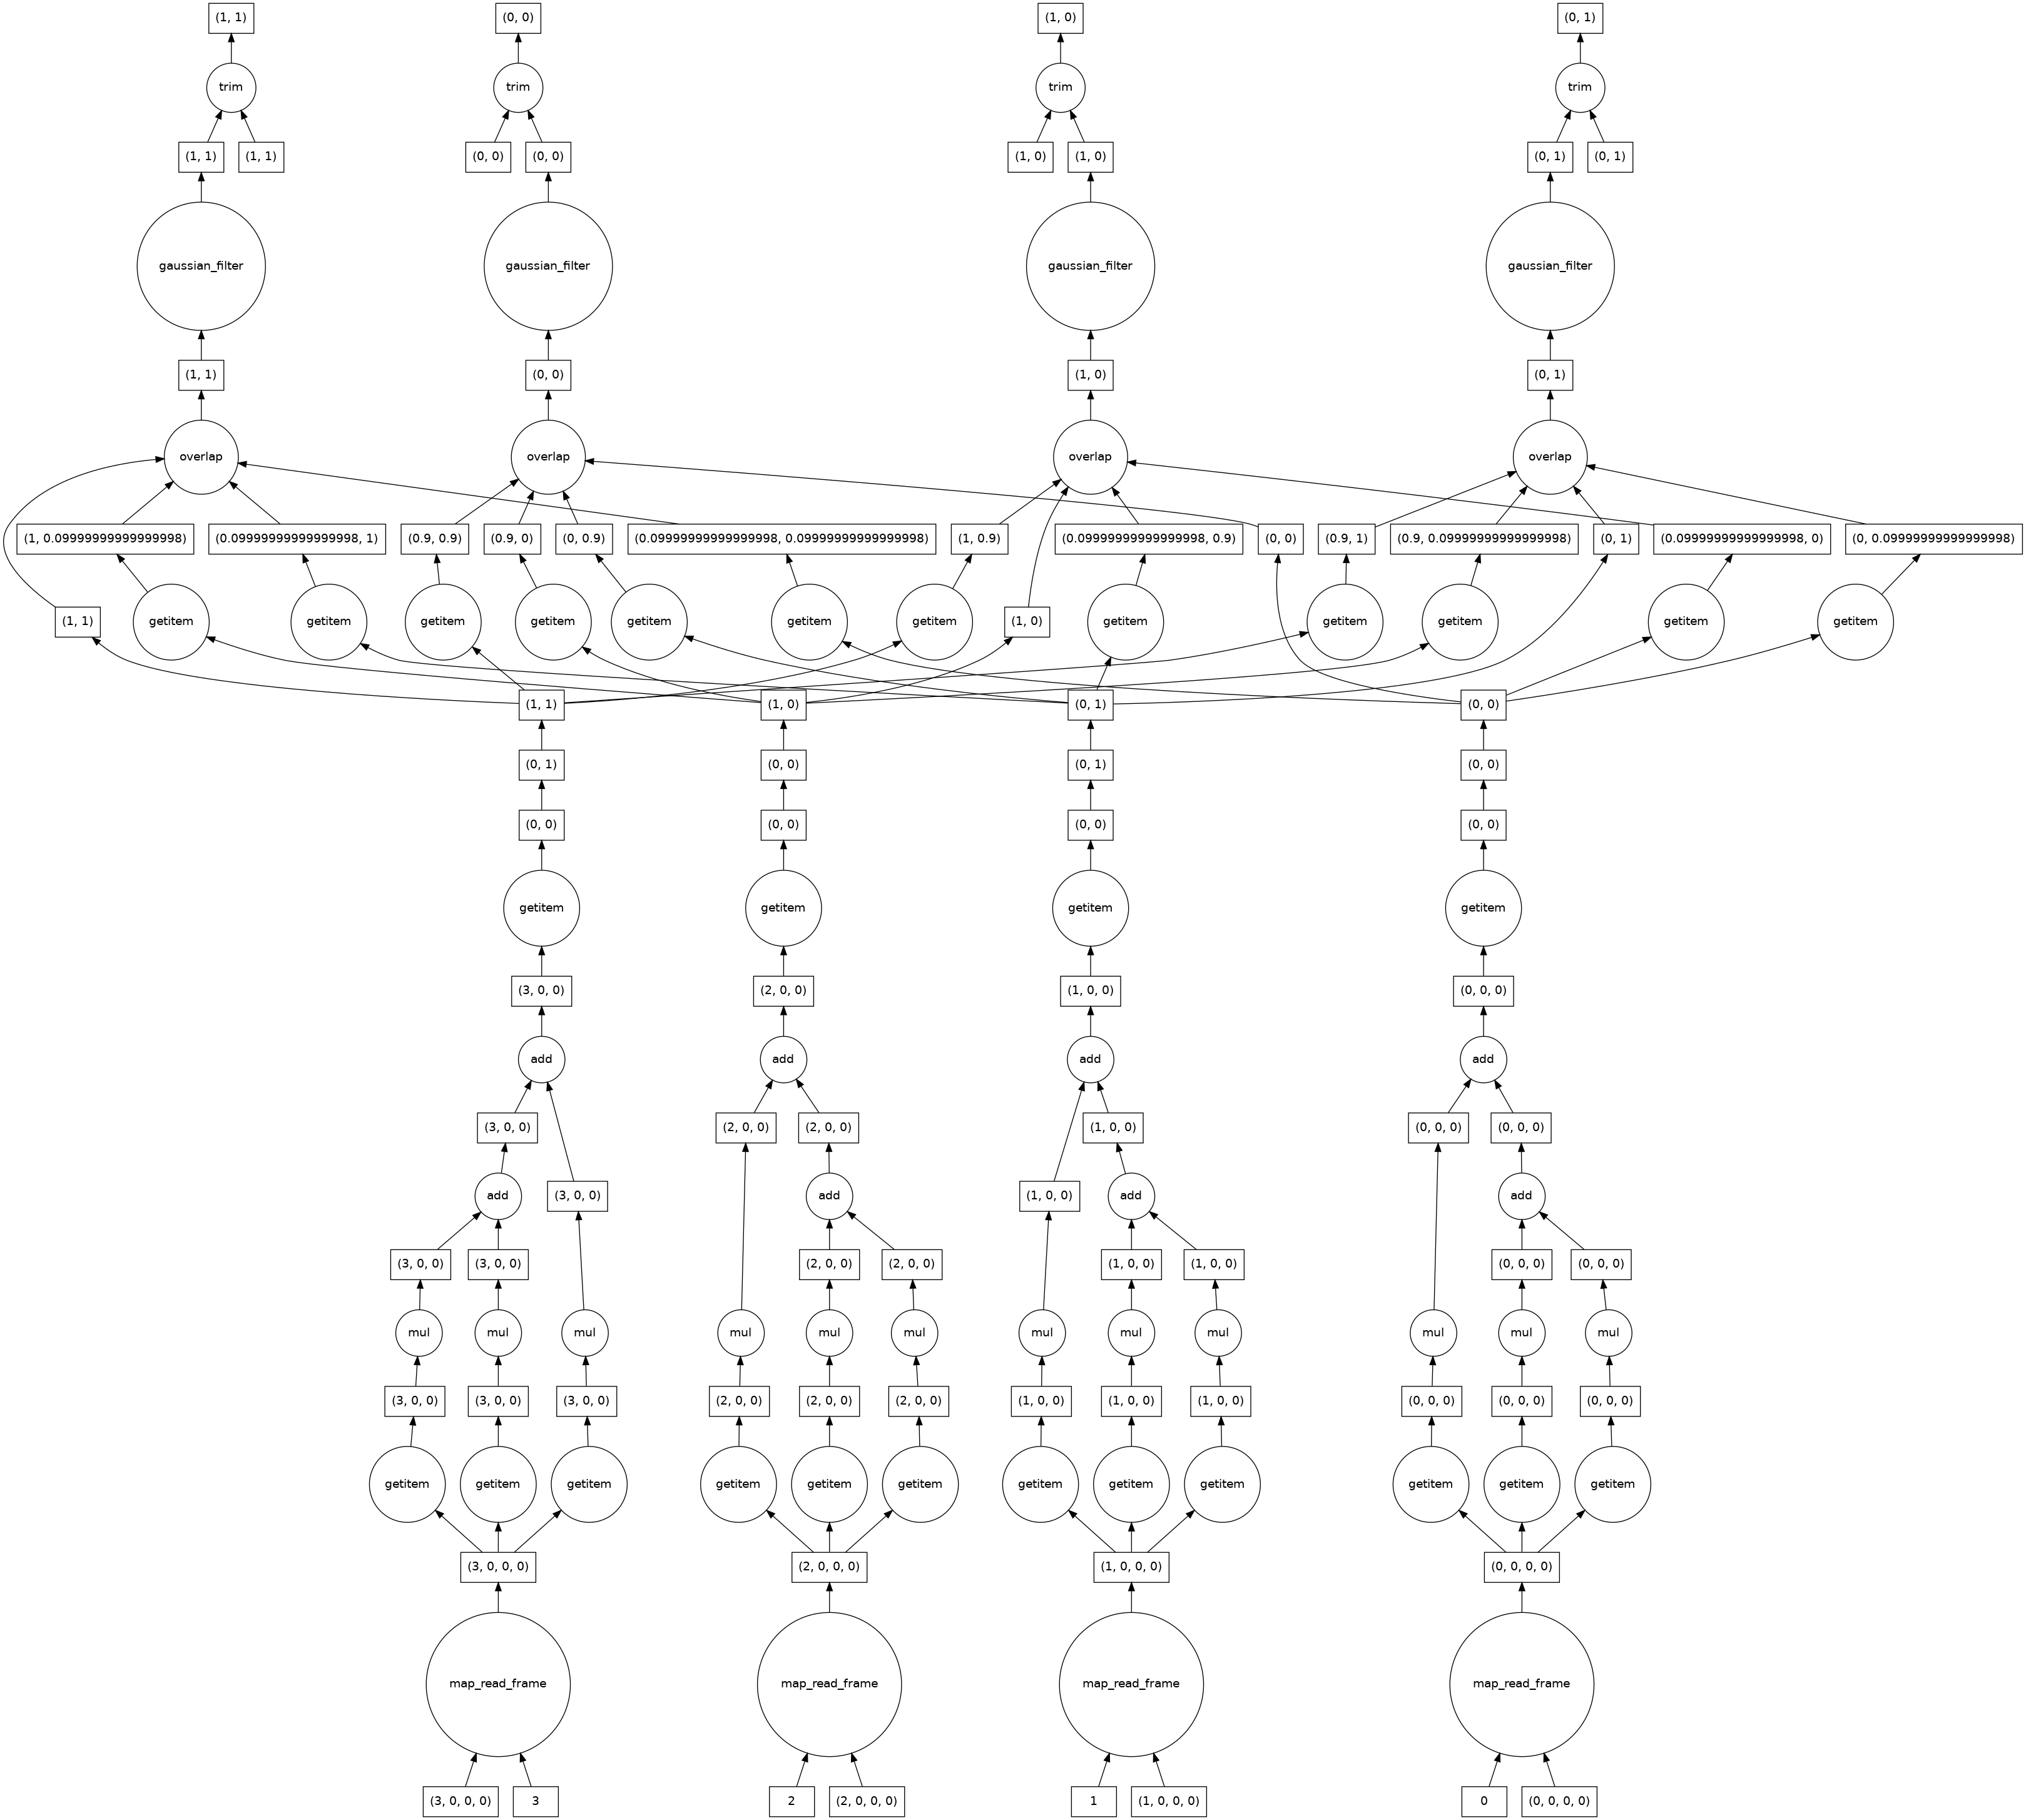 (1, 1)
(0, 0)
(1, 0)
(0, 1)
trim
trim
trim
trim
(1, 1)
(1, 1)
(0, 0)
(0, 0)
(1, 0)
(1, 0)
(0, 1)
(0, 1)
gaussian_filter
gaussian_filter
gaussian_filter
gaussian_filter
(1, 1)
(0, 0)
(1, 0)
(0, 1)
overlap
overlap
overlap
overlap
(1, 0.09999999999999998)
(0.09999999999999998, 1)
(0.9, 0.9)
(0.9, 0)
(0, 0.9)
(0.09999999999999998, 0.09999999999999998)
(1, 0.9)
(0.09999999999999998, 0.9)
(0, 0)
(0.9, 1)
(0.9, 0.09999999999999998)
(0, 1)
(0.09999999999999998, 0)
(0, 0.09999999999999998)
(1, 1)
getitem
getitem
getitem
getitem
getitem
getitem
getitem
(1, 0)
getitem
getitem
getitem
getitem
getitem
(1, 1)
(1, 0)
(0, 1)
(0, 0)
(0, 1)
(0, 0)
(0, 1)
(0, 0)
(0, 0)
(0, 0)
(0, 0)
(0, 0)
getitem
getitem
getitem
getitem
(3, 0, 0)
(2, 0, 0)
(1, 0, 0)
(0, 0, 0)
add
add
add
add
(3, 0, 0)
(2, 0, 0)
(2, 0, 0)
(1, 0, 0)
(0, 0, 0)
(0, 0, 0)
add
(3, 0, 0)
add
(1, 0, 0)
add
add
(3, 0, 0)
(3, 0, 0)
(2, 0, 0)
(2, 0, 0)
(1, 0, 0)
(1, 0, 0)
(0, 0, 0)
(0, 0, 0)
mul
mul
mul
mul
mul
mul
mul
mul
mul
mul
mul
mul
(3, 0, 0)
(3, 0, 0)
(3, 0, 0)
(2, 0, 0)
(2, 0, 0)
(2, 0, 0)
(1, 0, 0)
(1, 0, 0)
(1, 0, 0)
(0, 0, 0)
(0, 0, 0)
(0, 0, 0)
getitem
getitem
getitem
getitem
getitem
getitem
getitem
getitem
getitem
getitem
getitem
getitem
(3, 0, 0, 0)
(2, 0, 0, 0)
(1, 0, 0, 0)
(0, 0, 0, 0)
map_read_frame
map_read_frame
map_read_frame
map_read_frame
(3, 0, 0, 0)
3
2
(2, 0, 0, 0)
1
(1, 0, 0, 0)
0
(0, 0, 0, 0)